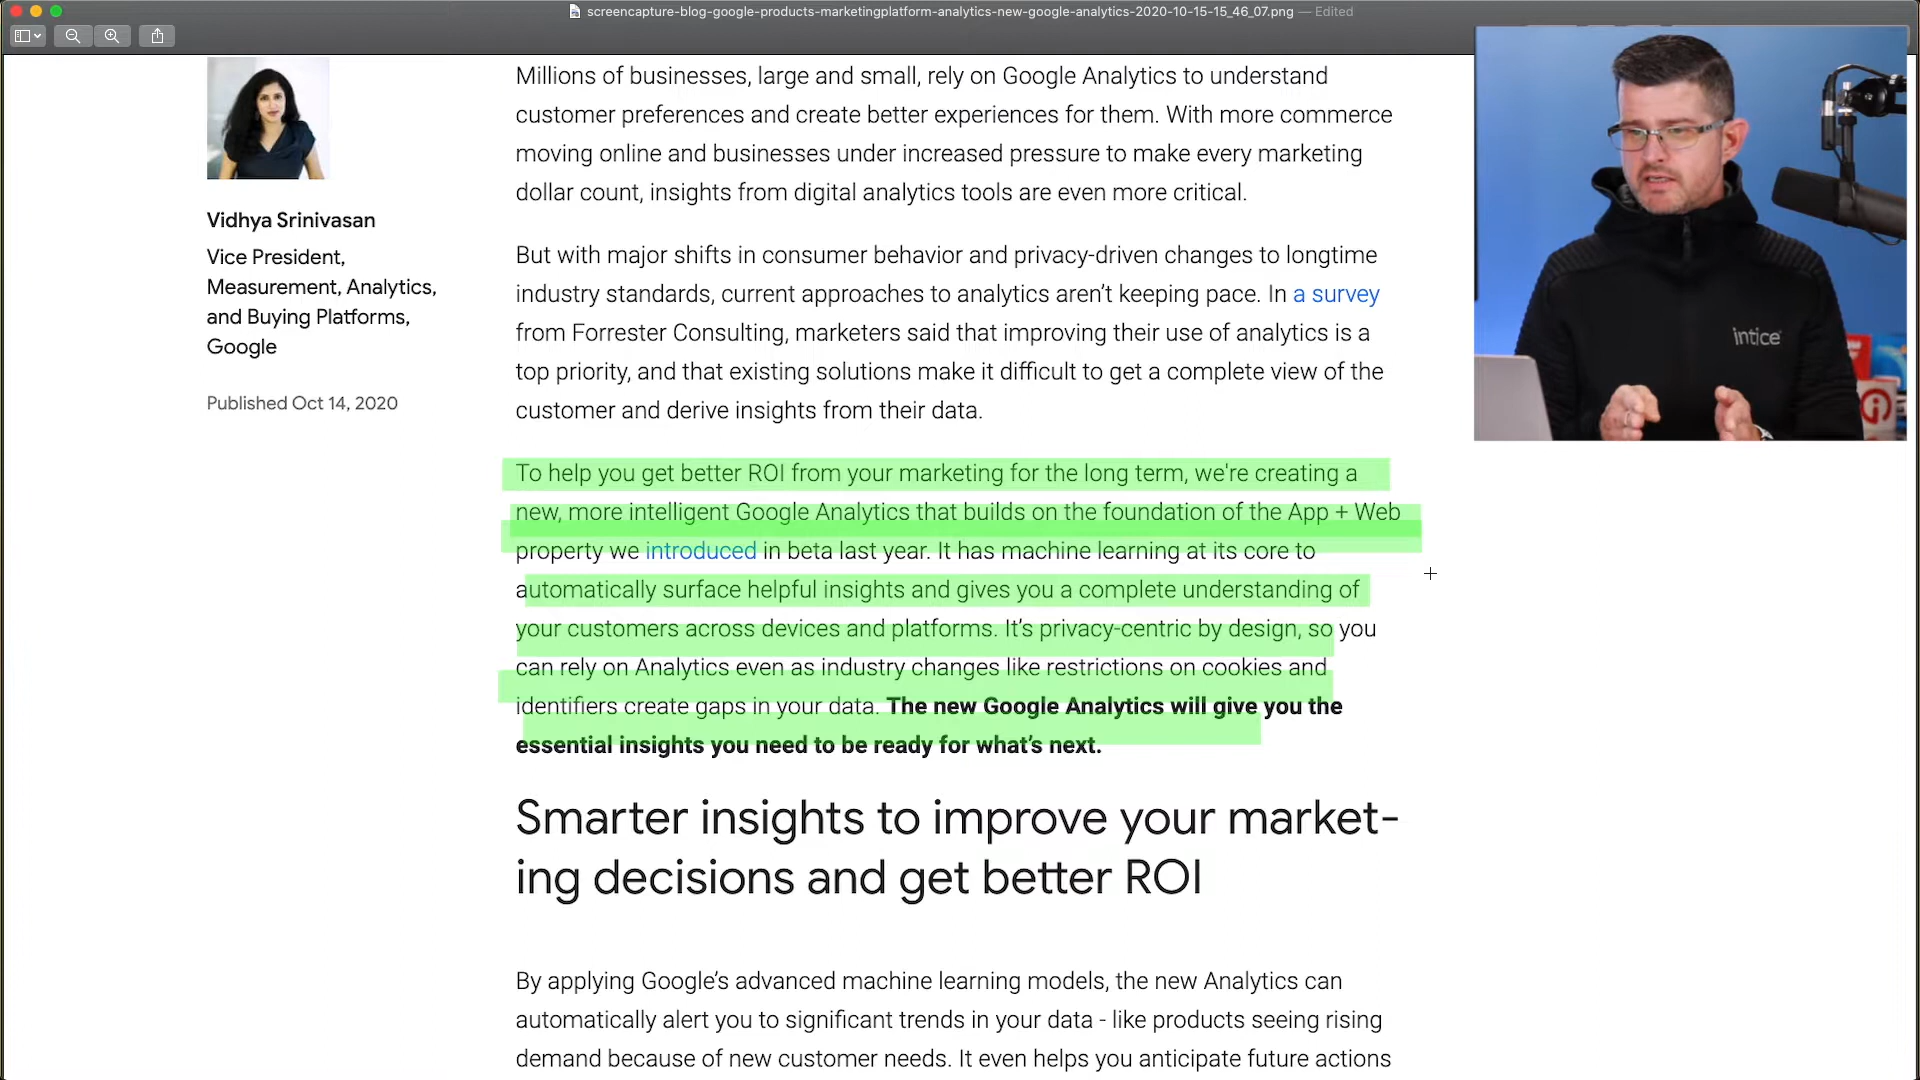 screencapture-blog-google-products-marketingplatform-analytics-new-google-analytics-2020-10-15-15_46_07.png — Edited
Vidhya Srinivasan
Vice President,
Measurement, Analytics,
and Buying Platforms,
Google
Published Oct 14, 2020
Millions of businesses, large and small, rely on Google Analytics to understand
customer preferences and create better experiences for them. With more commerce
moving online and businesses under increased pressure to make every marketing
dollar count, insights from digital analytics tools are even more critical.
But with major shifts in consumer behavior and privacy-driven changes to longtime
industry standards, current approaches to analytics aren’t keeping pace. In a survey
from Forrester Consulting, marketers said that improving their use of analytics is a
top priority, and that existing solutions make it difficult to get a complete view of the
customer and derive insights from their data.
To help you get better ROI from your marketing for the long term, we're creating a
new, more intelligent Google Analytics that builds on the foundation of the App + Web
property we introduced in beta last year. It has machine learning at its core to
automatically surface helpful insights and gives you a complete understanding of
your customers across devices and platforms. It’s privacy-centric by design, so you
can rely on Analytics even as industry changes like restrictions on cookies and
identifiers create gaps in your data. The new Google Analytics will give you the
essential insights you need to be ready for what’s next.
Smarter insights to improve your market-
ing decisions and get better ROI
By applying Google’s advanced machine learning models, the new Analytics can
automatically alert you to significant trends in your data - like products seeing rising
demand because of new customer needs. It even helps you anticipate future actions
intice